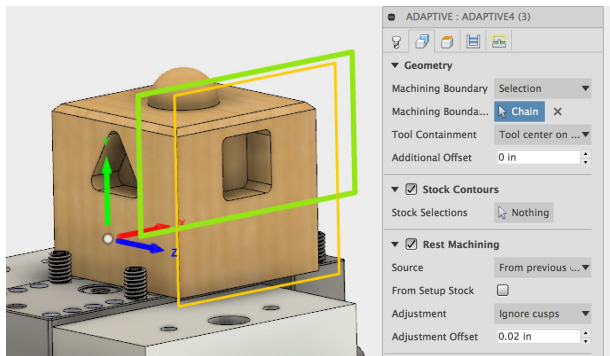 ADAPTIVE : ADAPTIVE4 (3)
Geometry
Machining Boundary Selection
Machining Bounda... Chain
Tool Containment Tool center on ...
Additional Offset 0 in
Stock Contours
Stock Selections Nothing
Rest Machining
Source From previous ...
From Setup Stock
Adjustment Ignore cusps
Adjustment Offset 0.02 in
Y
X
Z